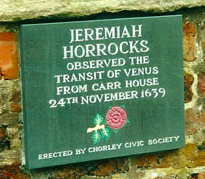 JEREMIAH
HORROCKS
OBSERVED THE
TRANSIT OF VENUS
FROM CARR HOUSE
24TH NOVEMBER 1639
ERECTED BY CHORLEY CIVIC SOCIETY